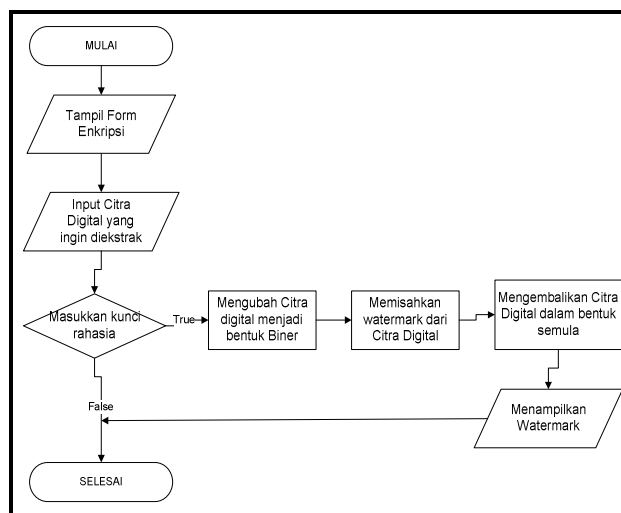 MULAI
Tampil Form
Enkripsi
Input Citra
Digital yang
ingin diekstrak
Masukkan kunci
rahasia
True
Mengubah Citra
digital menjadi
bentuk Biner
Memisahkan
watermark dari
Citra Digital
Mengembalikan Citra
Digital dalam bentuk
semula
Menampilkan
Watermark
False
SELESAI